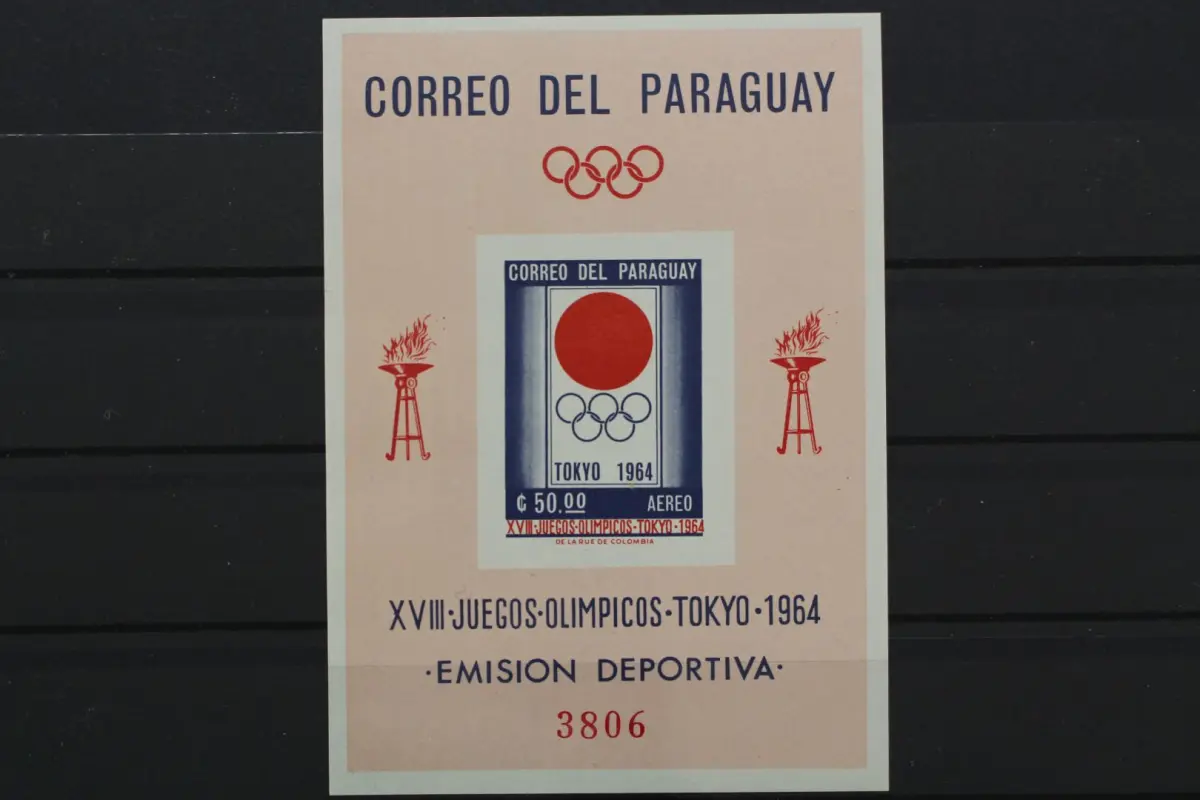 CORREO DEL PARAGUAY
CORREO DEL PARAGUAY
TOKYO 1964
₡ 50.00 AEREO
XVIII·JUEGOS·OLIMPICOS·TOKYO·1964
DE LA RUE DE COLOMBIA
XVIII·JUEGOS·OLIMPICOS·TOKYO·1964
·EMISION DEPORTIVA·
3806